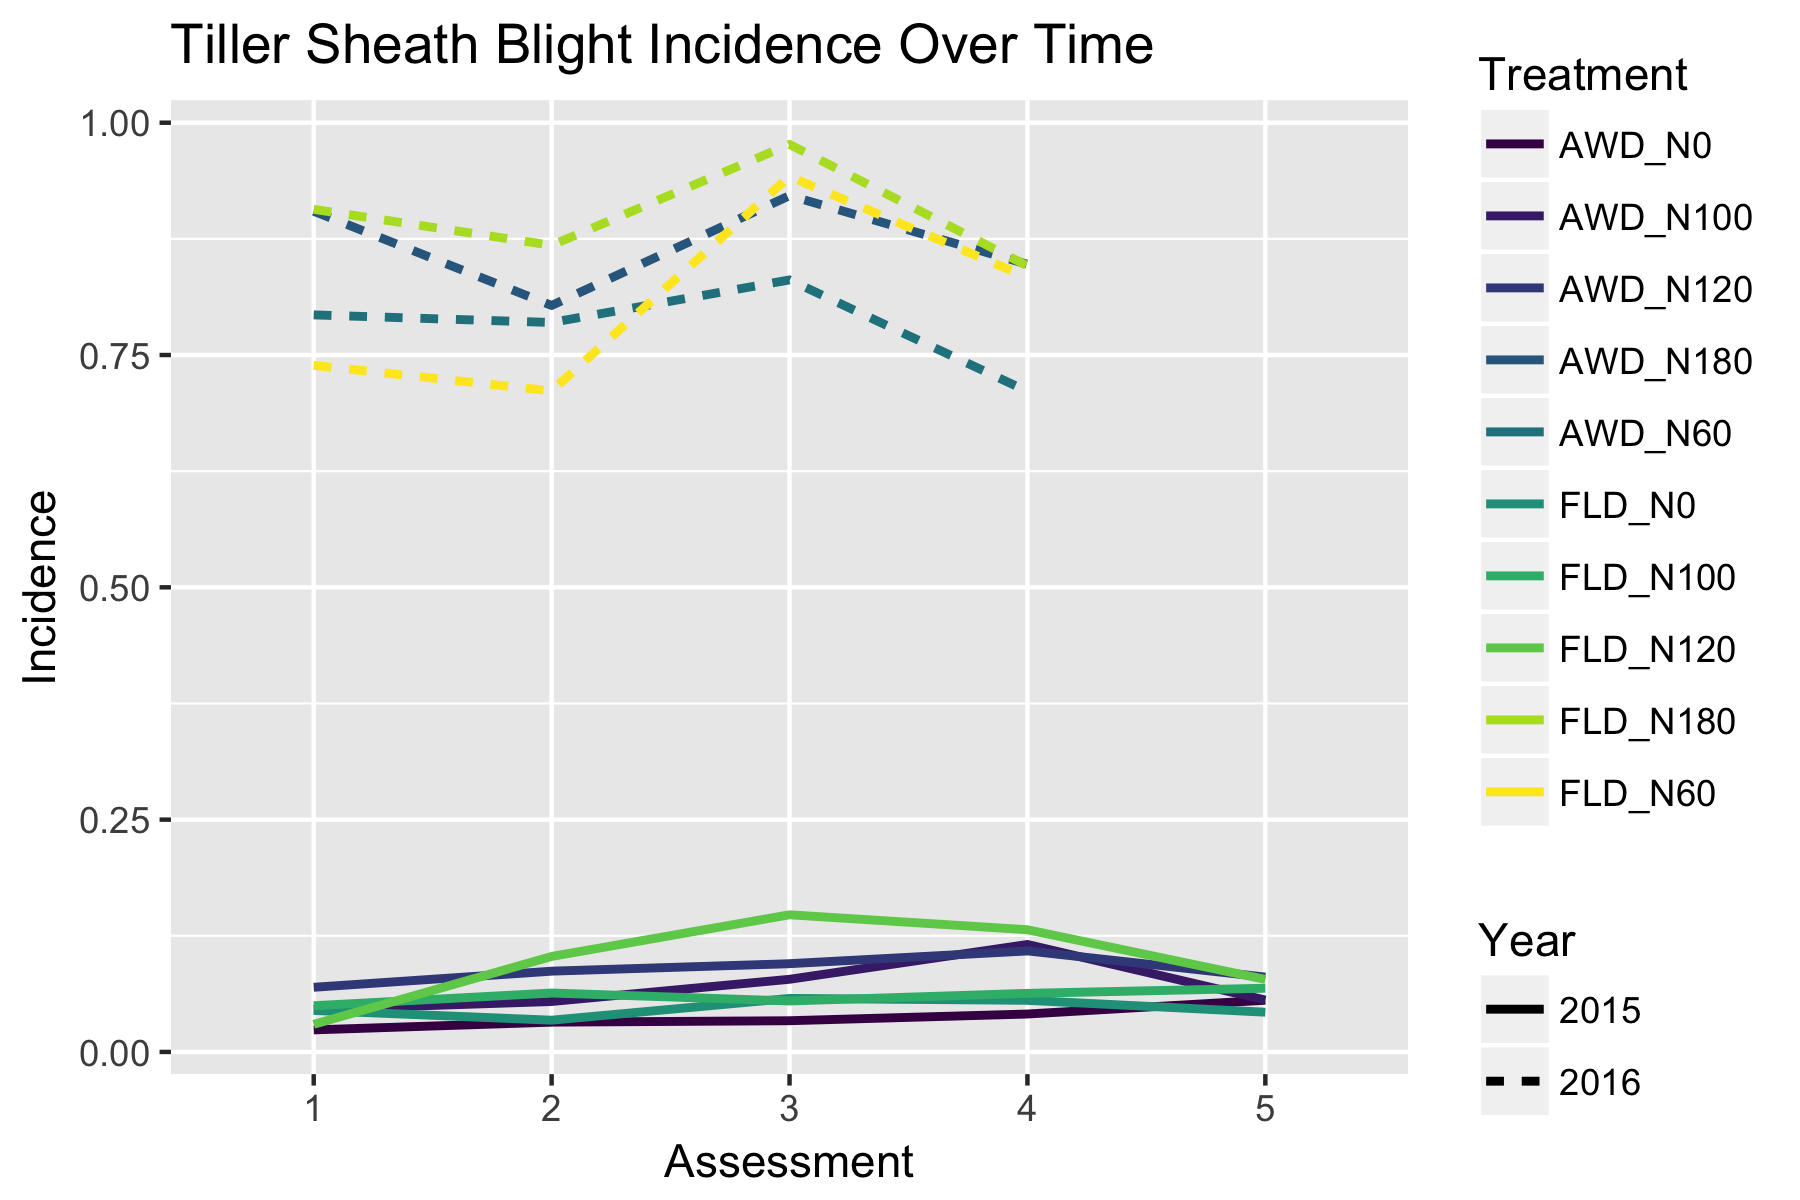 Tiller Sheath Blight Incidence Over Time
Incidence
1.00
0.75
0.50
0.25
0.00
1 2 3 4 5
Assessment
Treatment
AWD_N0
AWD_N100
AWD_N120
AWD_N180
AWD_N60
FLD_N0
FLD_N100
FLD_N120
FLD_N180
FLD_N60
Year
2015
2016